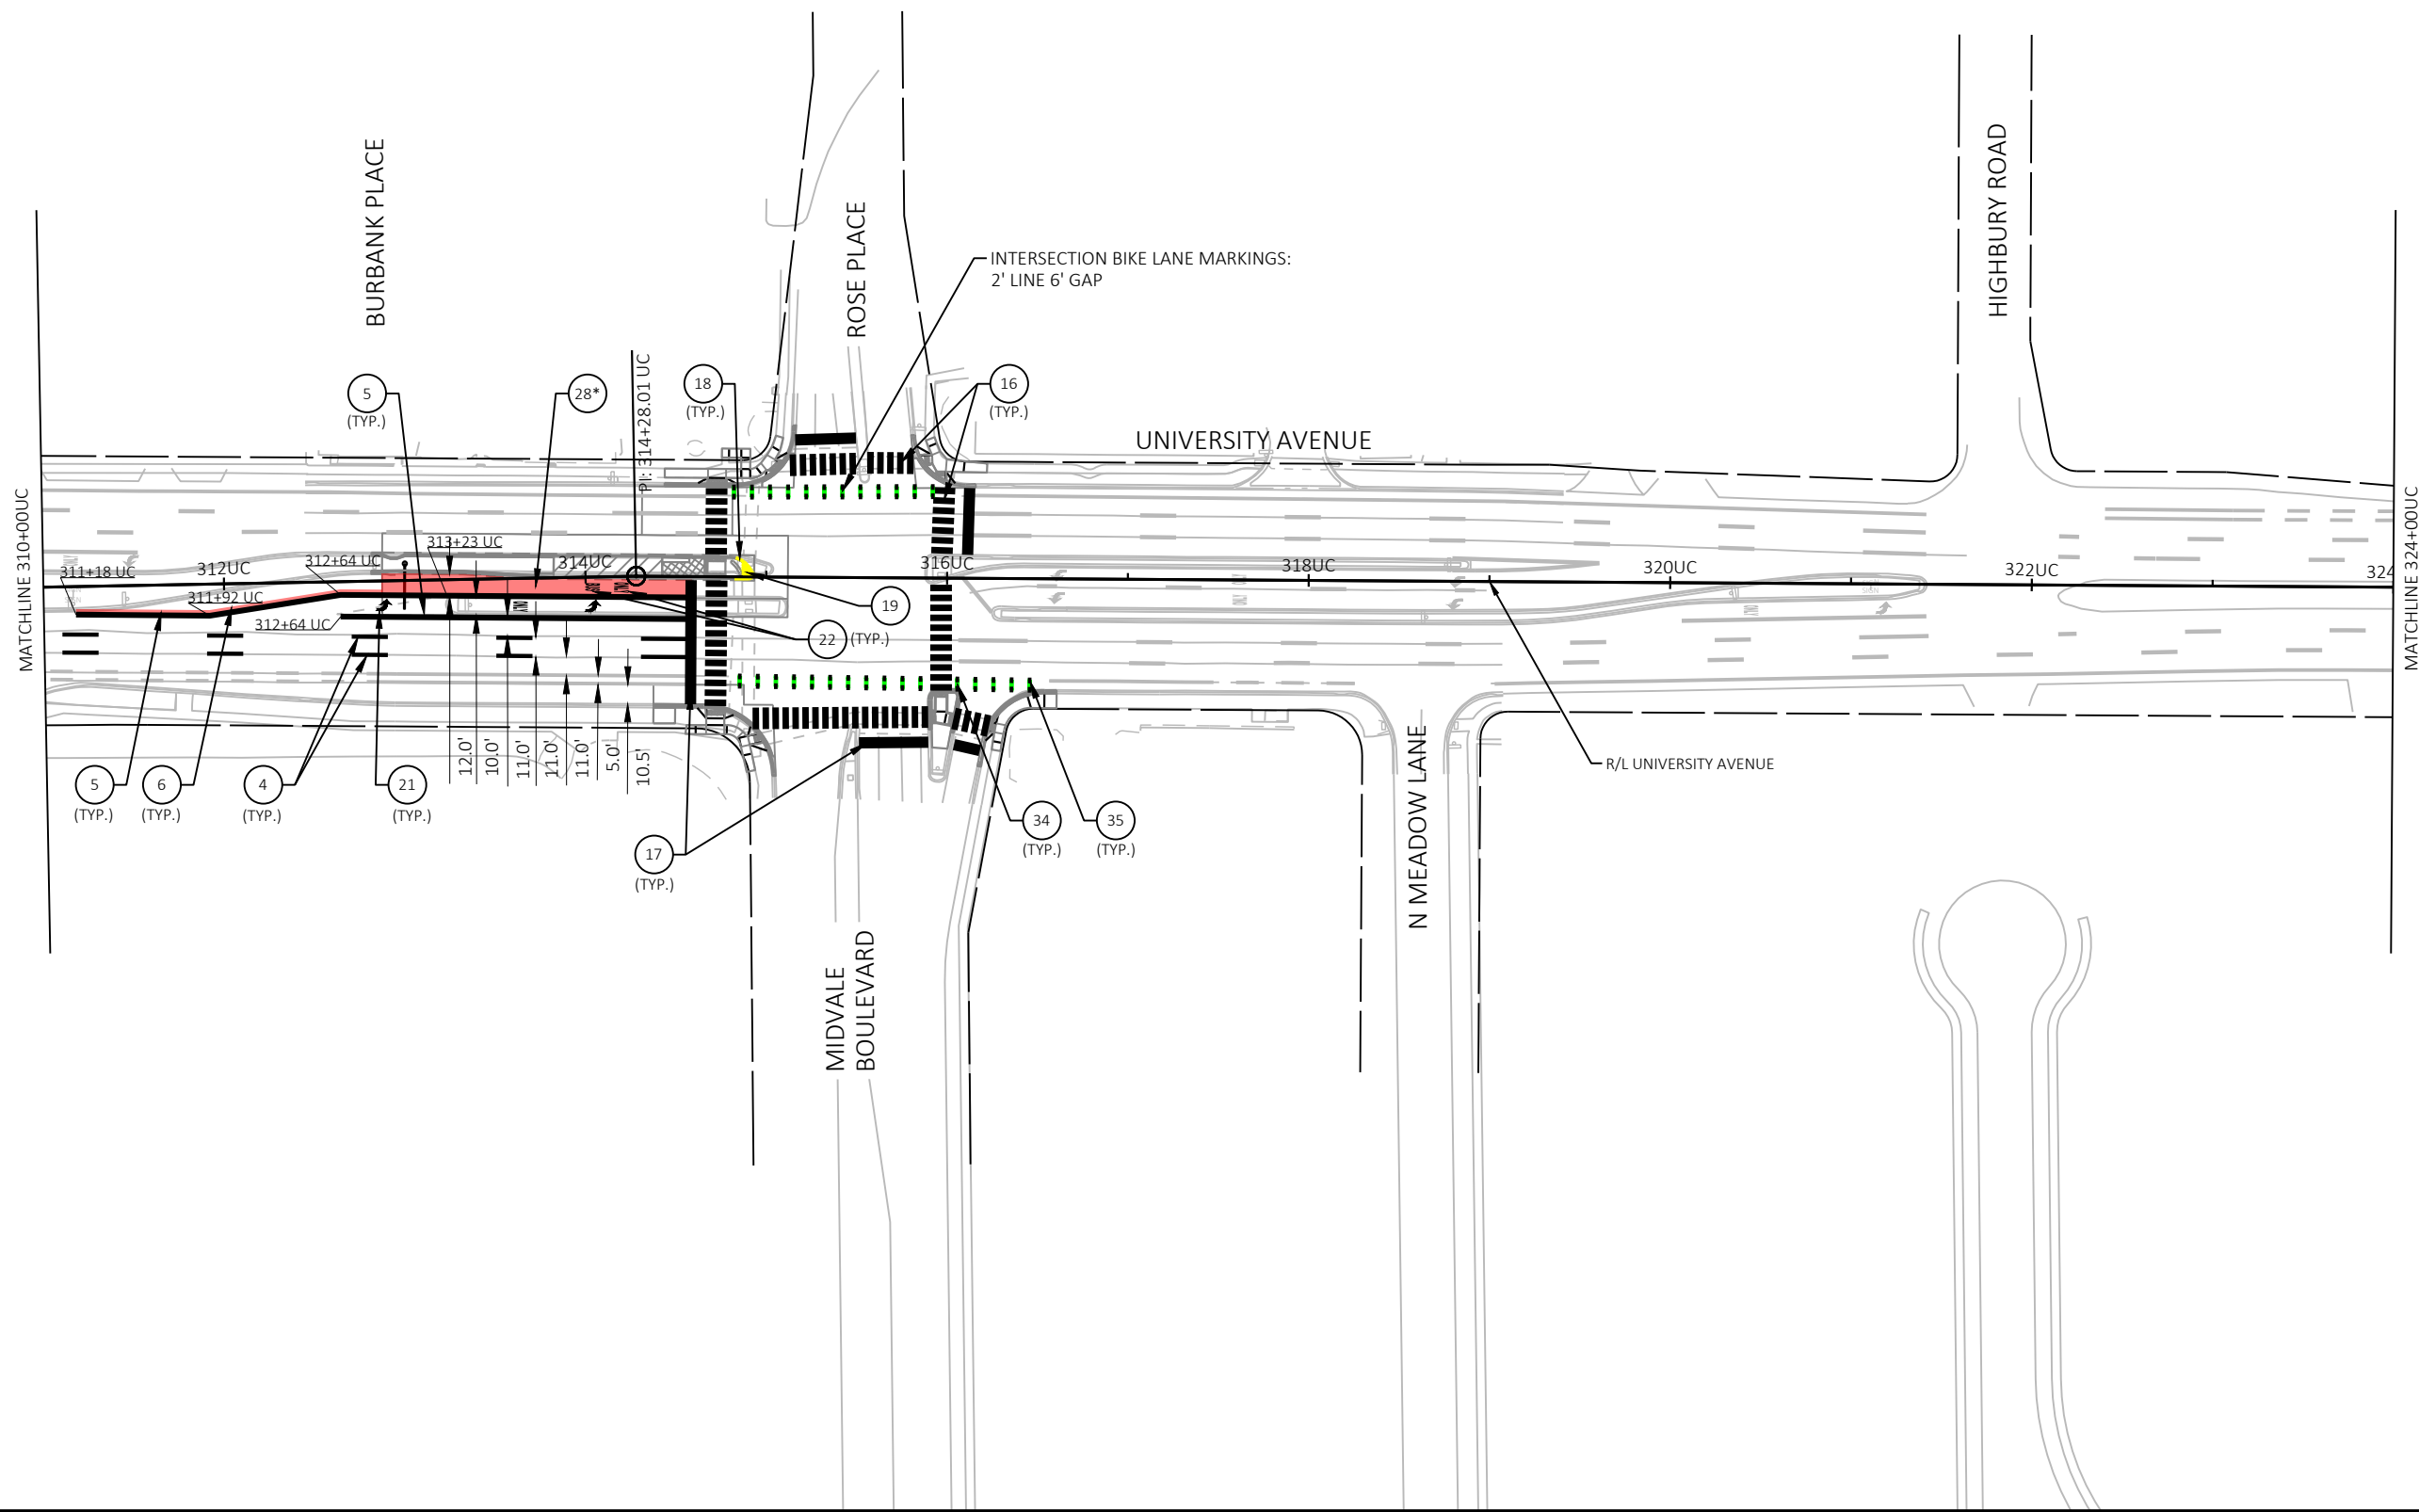 BURBANK PLACE
ROSE PLACE
HIGHBURY ROAD
INTERSECTION BIKE LANE MARKINGS:
2' LINE 6' GAP
PI: 314+28.01 UC
5
(TYP.)
28*
18
(TYP.)
16
(TYP.)
UNIVERSITY AVENUE
MATCHLINE 310+00UC
MATCHLINE 324+00UC
311+18 UC
312UC
311+92 UC
312+64 UC
313+23 UC
312+64 UC
314UC
316UC
318UC
320UC
322UC
324
19
22
(TYP.)
12.0'
10.0'
11.0'
11.0'
11.0'
5.0'
10.5'
5
(TYP.)
6
(TYP.)
4
(TYP.)
21
(TYP.)
17
(TYP.)
34
(TYP.)
35
(TYP.)
R/L UNIVERSITY AVENUE
N MEADOW LANE
MIDVALE
BOULEVARD